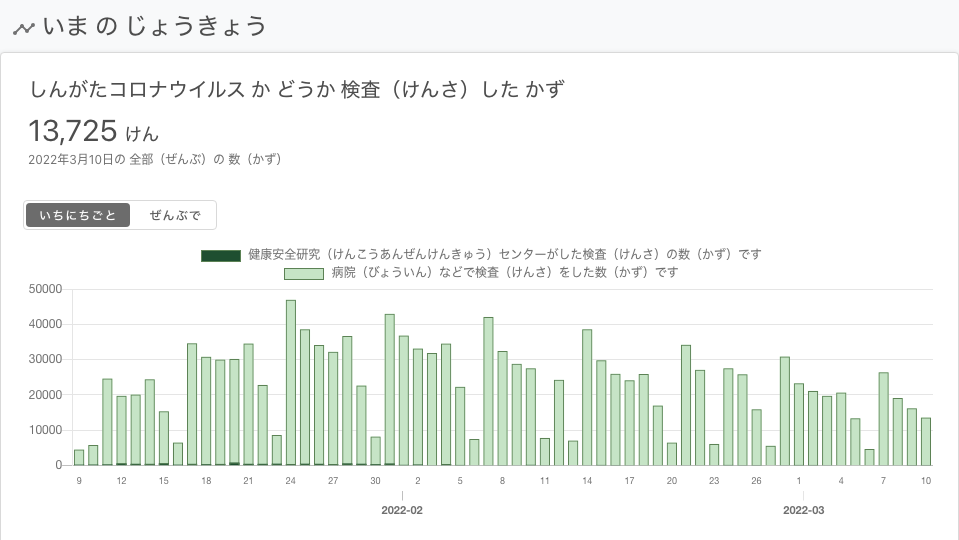 いま の じょうきょう
しんがたコロナウイルス か どうか 検査（けんさ）した かず
13,725 けん
2022年3月10日の 全部（ぜんぶ）の 数（かず）
いちにちごと ぜんぶで
健康安全研究（けんこうあんぜんけんきゅう）センターがした検査（けんさ）の数（かず）です
病院（びょういん）などで検査（けんさ）をした数（かず）です
50000
40000
30000
20000
10000
0
9 12 15 18 21 24 27 30 2 5 8 11 14 17 20 23 26 1 4 7 10
2022-02 2022-03